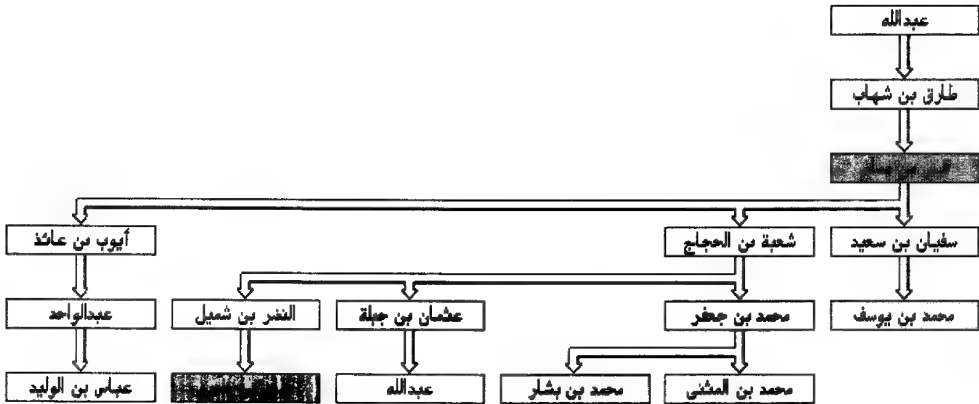 عبدالله
طارق بن شهاب
أيوب بن عائذ شعبة بن الحجاج سفيان بن سعيد
عبدالواحد النضر بن شميل عثمان بن جبلة محمد بن جعفر محمد بن يوسف
عباس بن الوليد عبدالله محمد بن بشار محمد بن المثنى